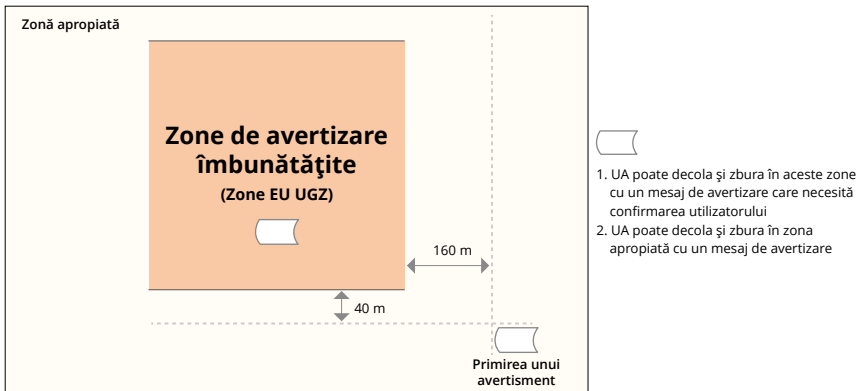 Zonă apropiată
Zone de avertizare
îmbunătăţite
(Zone EU UGZ)
160 m
40 m
Primirea unui
avertisment
1. UA poate decola şi zbura în aceste zone
cu un mesaj de avertizare care necesită
confirmarea utilizatorului
2. UA poate decola şi zbura în zona
apropiată cu un mesaj de avertizare